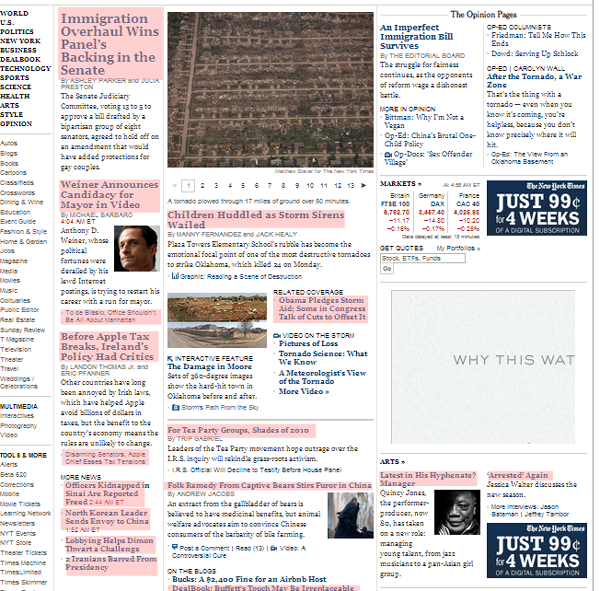 WORLD
U.S.
POLITICS
NEW YORK
BUSINESS
DEALBOOK
TECHNOLOGY
SPORTS
SCIENCE
HEALTH
ARTS
STYLE
OPINION
Autos
Blogs
Books
Cartoons
Classifieds
Crosswords
Dining & Wine
Education
Event Guide
Fashion & Style
Home & Garden
Jobs
Magazine
Media
Movies
Music
Obituaries
Public Editor
Real Estate
Sunday Review
T Magazine
Television
Theater
Travel
Weddings /
Celebrations
MULTIMEDIA
Interactives
Photography
Video
TOOLS & MORE
Alerts
Beta 620
Corrections
Mobile
Movie Tickets
Learning Network
Newsletters
NYT Events
NYT Store
Theater Tickets
Times Machine
TimesLimited
Times Skimmer
Immigration
Overhaul Wins
Panel's
Backing in the
Senate
By ASHLEY PARKER and JULIA
PRESTON
The Senate Judiciary
Committee, voting 13 to 5 to
approve a bill drafted by a
bipartisan group of eight
senators, agreed to hold off on
an amendment that would
have added protections for
gay couples.
Weiner Announces
Candidacy for
Mayor in Video
By MICHAEL BARBARO
4:04 AM ET
Anthony D.
Weiner, whose
political
fortunes were
derailed by his
lewd Internet
postings, is trying to restart his
career with a run for mayor.
To de Blasio, Office Shouldn't
Be All About Manhattan
Before Apple Tax
Breaks, Ireland's
Policy Had Critics
By LANDON THOMAS Jr. and
ERIC PFANNER
Other countries have long
been annoyed by Irish laws,
which have helped Apple
avoid billions of dollars in
taxes, but the benefit to the
country's economy means the
rules are unlikely to change.
Disarming Senators, Apple
Chief Eases Tax Tensions
MORE NEWS
Officers Kidnapped in
Sinai Are Reported
Freed 2:44 AM ET
North Korean Leader
Sends Envoy to China
1:52 AM ET
Lobbying Helps Dimon
Thwart a Challenge
2 Iranians Barred From
Presidency
Matthew Staver for The New York Times
1 2 3 4 5 6 7 8 9 10 11 12 13
A tornado plowed through 17 miles of ground over 50 minutes.
Children Huddled as Storm Sirens
Wailed
By MANNY FERNANDEZ and JACK HEALY
Plaza Towers Elementary School's rubble has become the
emotional focal point of one of the most destructive tornadoes
to strike Oklahoma, which killed 24 on Monday.
Graphic: Reading a Scene of Destruction
INTERACTIVE FEATURE
The Damage in Moore
Sets of 360-degree images
show the hard-hit town in
Oklahoma before and after.
Storm's Path From the Sky
RELATED COVERAGE
Obama Pledges Storm
Aid; Some in Congress
Talk of Cuts to Offset It
VIDEO ON THE STORM
Pictures of Loss
Tornado Science: What
We Know
A Meteorologist's View
of the Tornado
More Video »
For Tea Party Groups, Shades of 2010
By TRIP GABRIEL
Leaders of the Tea Party movement hope outrage over the
I.R.S. inquiry will rekindle grass-roots activism.
I.R.S. Official Will Decline to Testify Before House Panel
Folk Remedy From Captive Bears Stirs Furor in China
By ANDREW JACOBS
An extract from the gallbladder of bears is
believed to have medicinal benefits, but animal
welfare advocates aim to convince Chinese
consumers of the barbarity of bile farming.
Post a Comment | Read (13) | Video: A
Controversial Cure
ON THE BLOGS
Bucks: A $2,400 Fine for an Airbnb Host
DealBook: Buffett's Touch May Be Irreplaceable
The Opinion Pages
An Imperfect
Immigration Bill
Survives
By THE EDITORIAL BOARD
The struggle for fairness
continues, as the opponents
of reform wage a dishonest
battle.
MORE IN OPINION
Bittman: Why I'm Not a
Vegan
Op-Ed: China's Brutal One-
Child Policy
Op-Docs: 'Sex Offender
Village'
OP-ED COLUMNISTS
Friedman: Tell Me How This
Ends
Dowd: Serving Up Schlock
OP-ED | CAROLYN WALL
After the Tornado, a War
Zone
That's the thing with a
tornado — even when you
know it's coming, you're
helpless, because you don't
know precisely where it will
hit.
Op-Ed: The View From an
Oklahoma Basement
MARKETS » At 4:55 AM ET
Britain Germany France
FTSE 100 DAX CAC 40
6,792.70 8,457.40 4,025.93
−11.17 −14.80 −10.20
−0.16% −0.17% −0.25%
Data delayed at least 15 minutes
GET QUOTES My Portfolios »
Stock, ETFs, Funds
Go
The New York Times
JUST 99¢
for 4 WEEKS
OF A DIGITAL SUBSCRIPTION
WHY THIS WAT
ARTS »
Latest in His Hyphenate?
Manager
Quincy Jones,
the performer-
producer, now
80, has taken
on a new role:
managing
young talent, from jazz
musicians to a pan-Asian girl
group.
'Arrested' Again
Jessica Walter discusses the
new season.
More Interviews: Jason
Bateman | Jeffrey Tambor
The New York Times
JUST 99¢
for 4 WEEKS
OF A DIGITAL SUBSCRIPTION